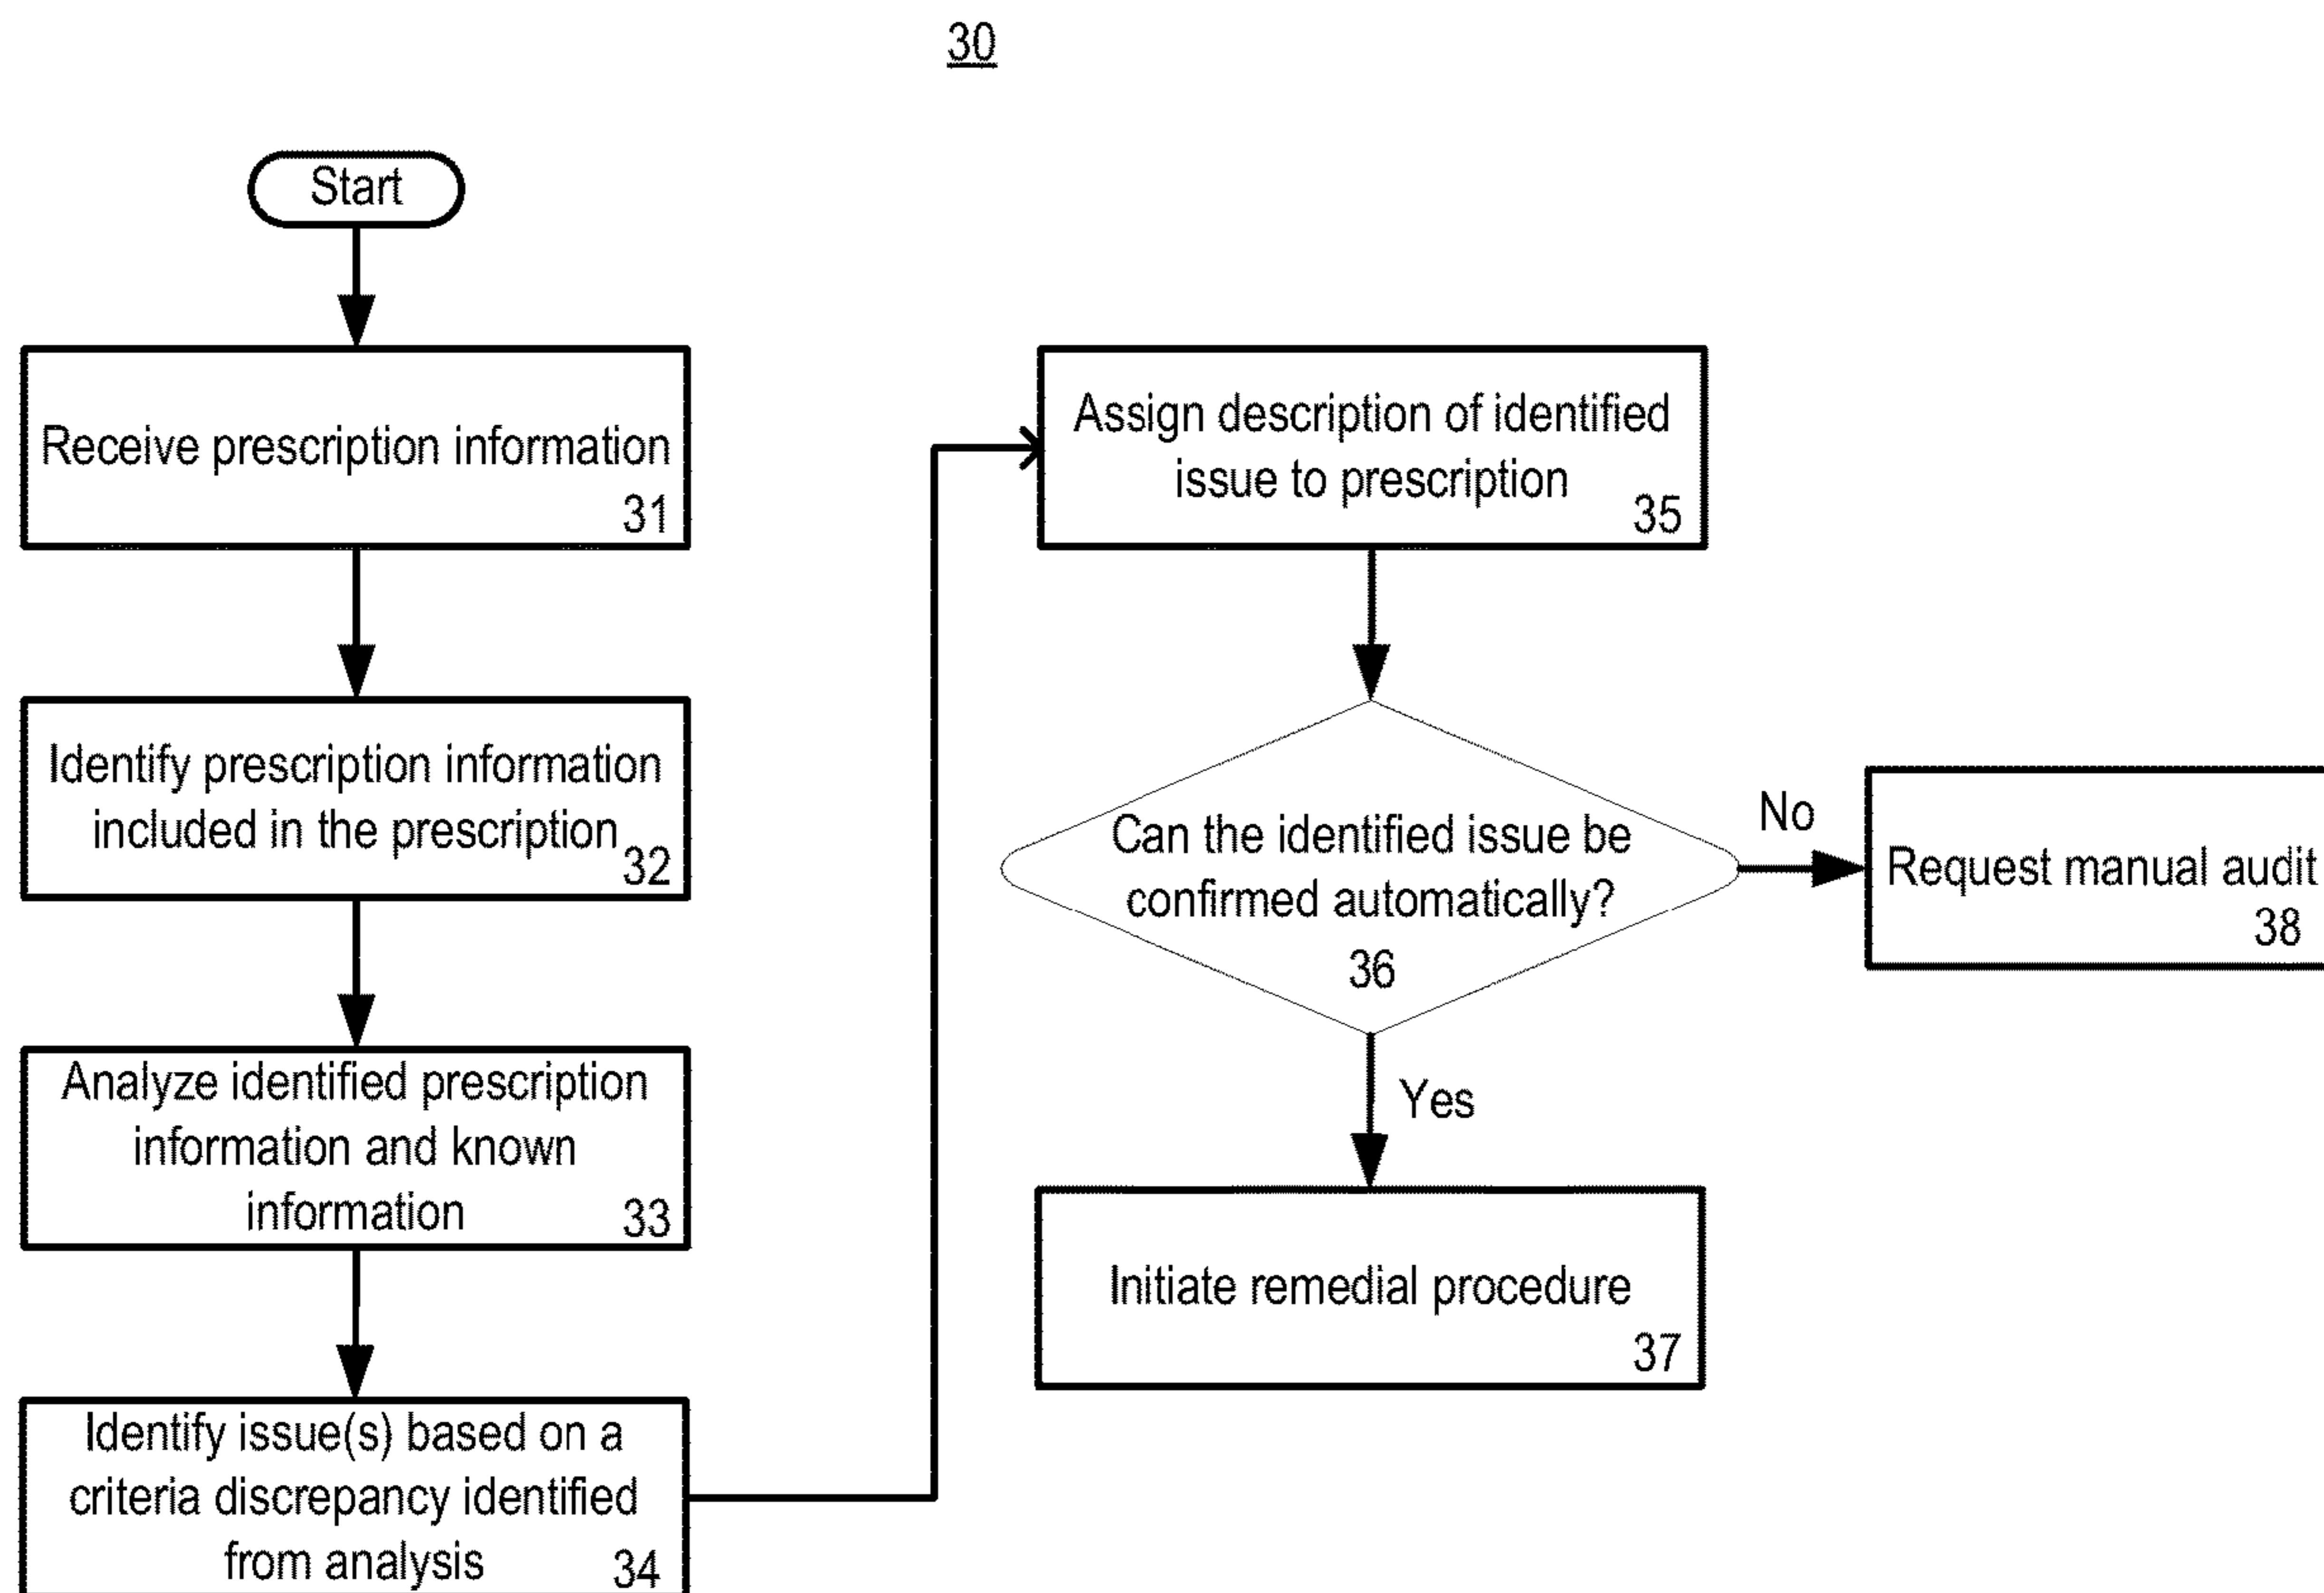 30
Start
Receive prescription information
31
Identify prescription information
included in the prescription
32
Analyze identified prescription
information and known
information
33
Identify issue(s) based on a
criteria discrepancy identified
from analysis
34
Assign description of identified
issue to prescription
35
Can the identified issue be
confirmed automatically?
36
No
Request manual audit
38
Yes
Initiate remedial procedure
37